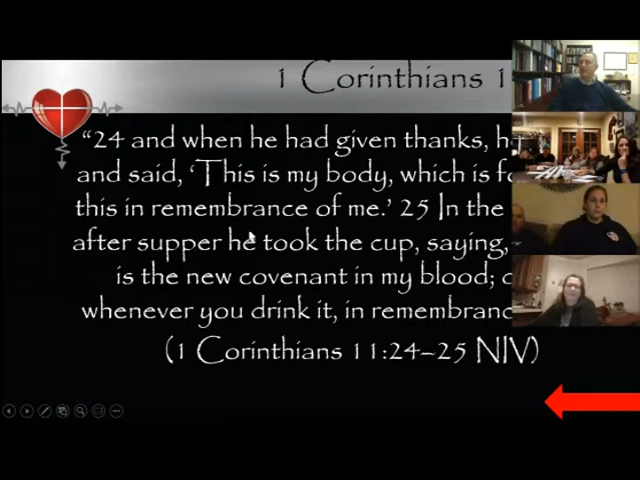 1 Corinthians 1
“24 and when he had given thanks, h
and said, ‘This is my body, which is fo
this in remembrance of me.’ 25 In the
after supper he took the cup, saying,
is the new covenant in my blood;
whenever you drink it, in remembranc
(1 Corinthians 11:24–25 NIV)